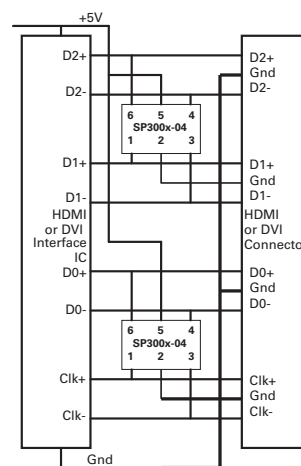 +5V
D2+
D2+
Gnd
D2-
D2-
6 5 4
SP300x-04
1 2 3
D1+
D1+
Gnd
D1-
D1-
HDMI
or DVI
Interface
IC
HDMI
or DVI
Connecto
D0+
D0+
Gnd
D0-
D0-
6 5 4
SP300x-04
1 2 3
Clk+
Clk+
Gnd
Clk-
Clk-
Gnd